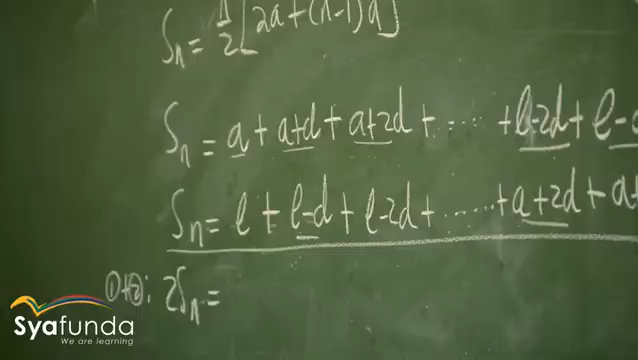 Sn = n/2 [2a + (n-1)d]
Sn = a + a+d + a+2d + ..... + l-2d + l-d
Sn = l + l-d + l-2d + ..... + a+2d + a+
①+②: 2Sn =
Syafunda
We are learning